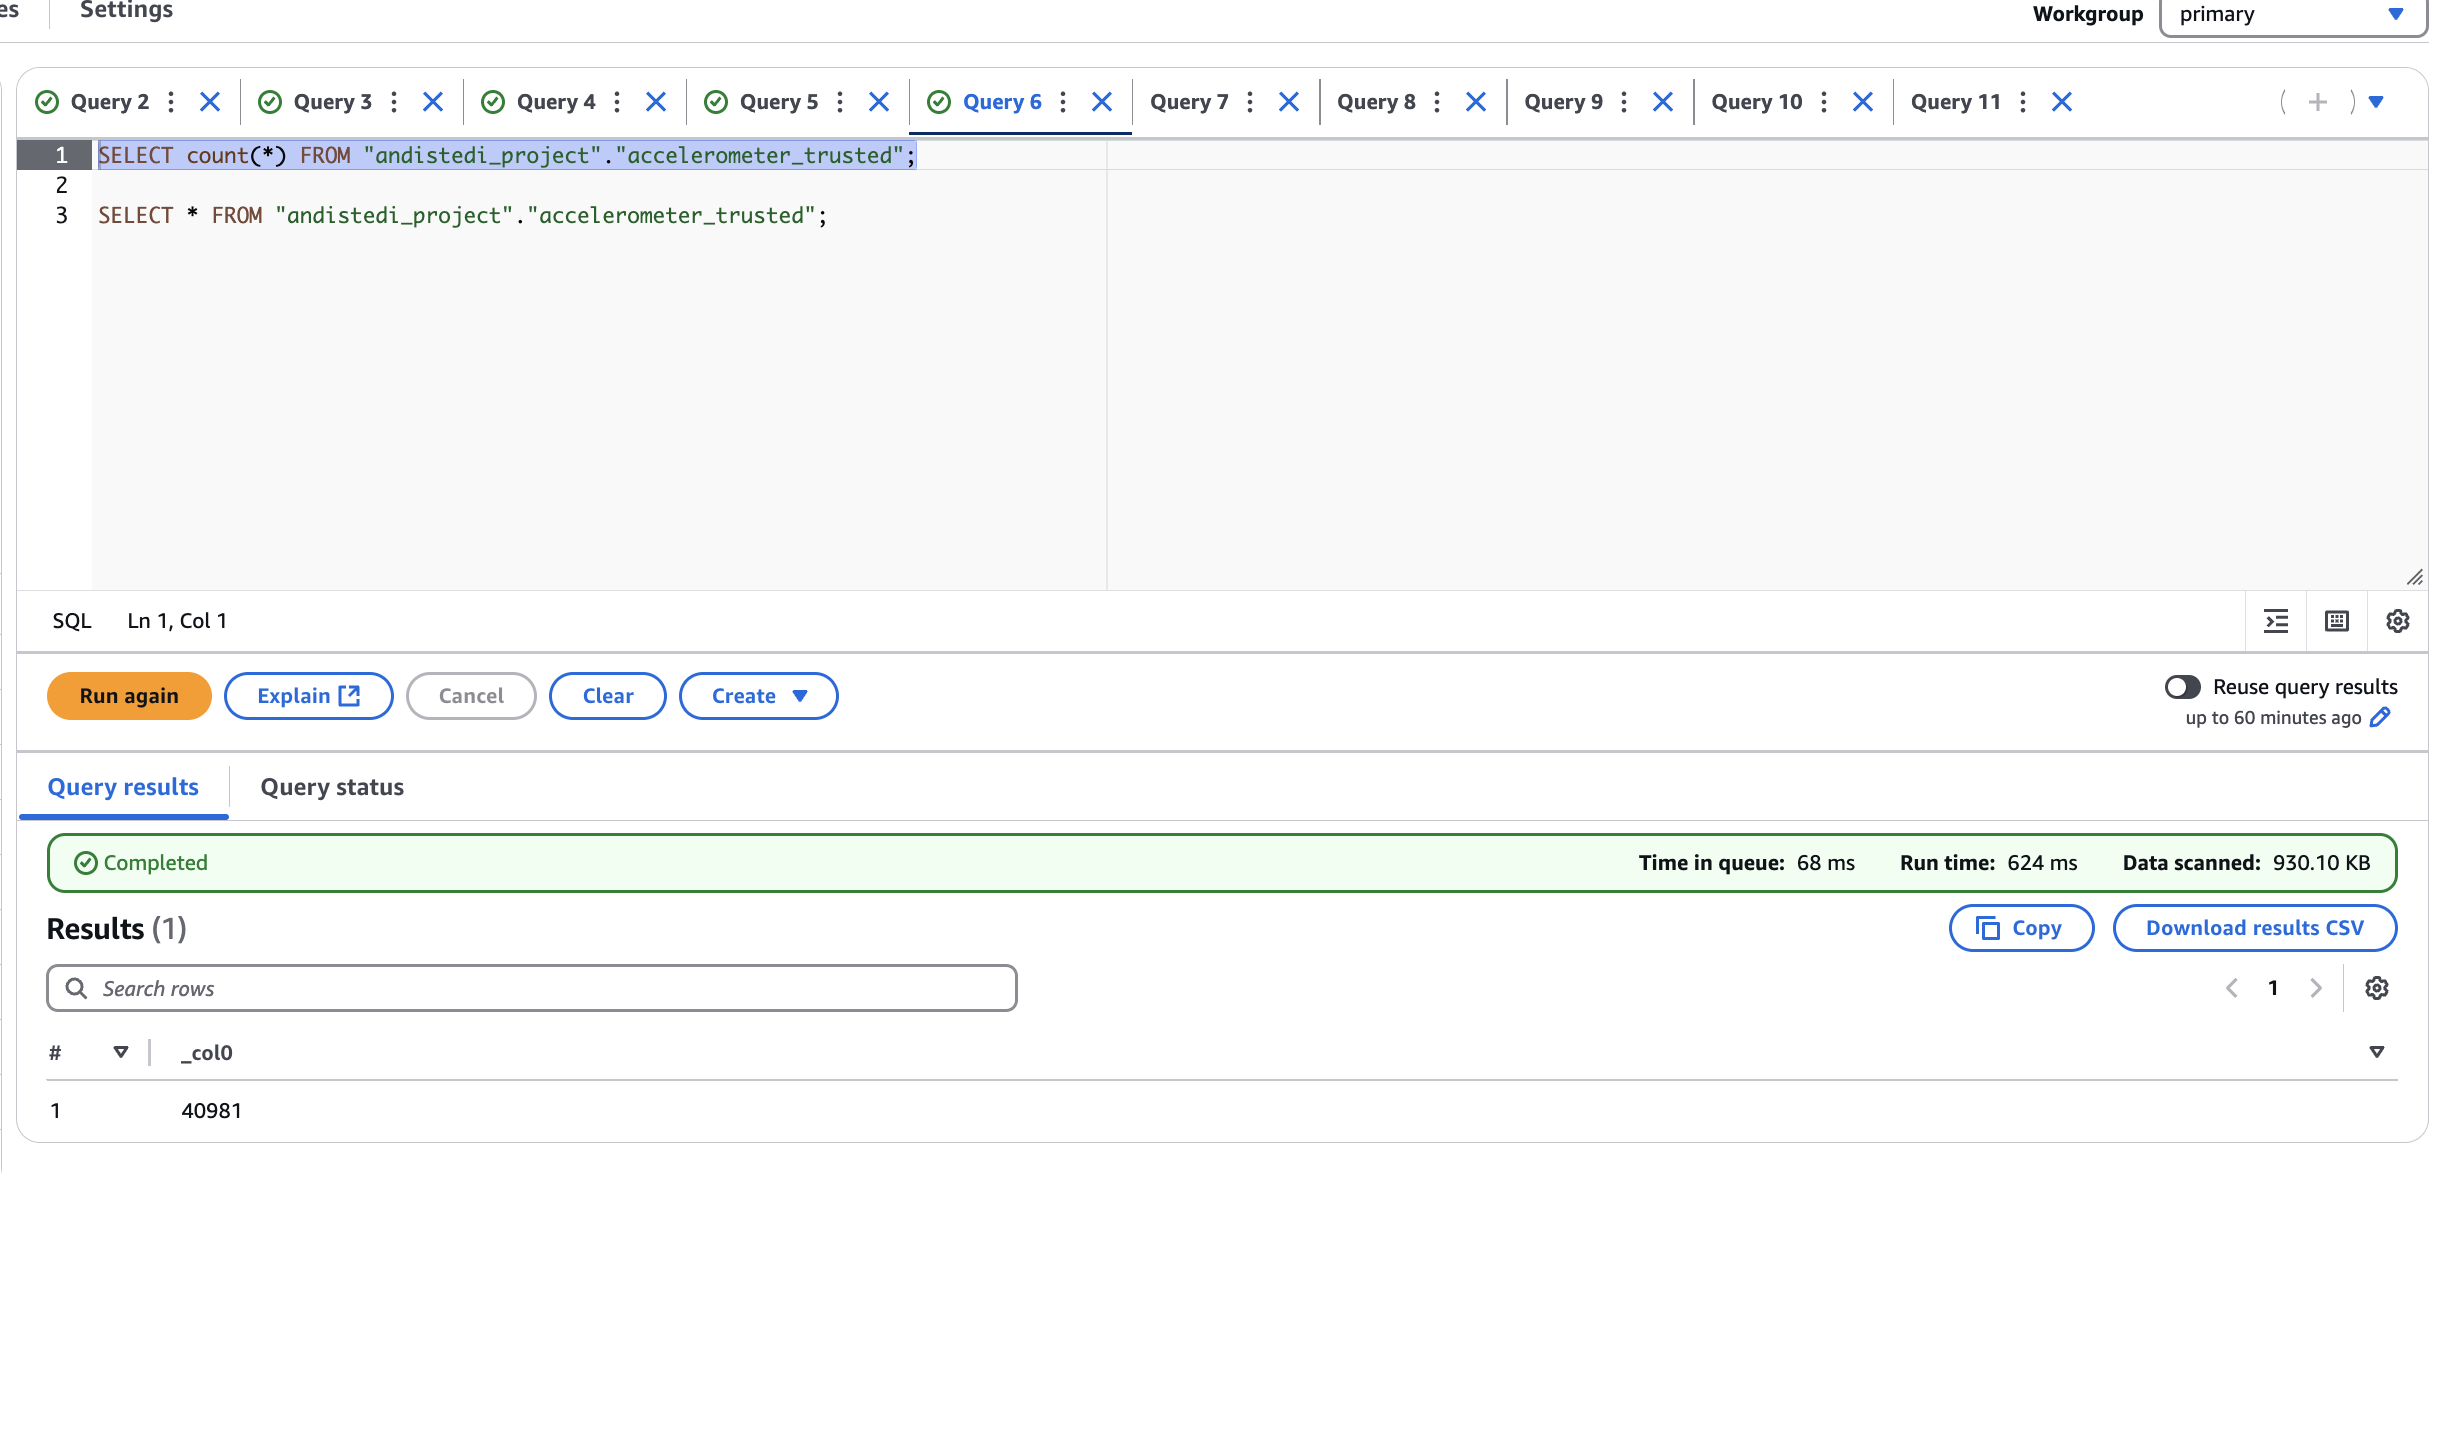 es Settings Workgroup primary
Query 2 Query 3 Query 4 Query 5 Query 6 Query 7 Query 8 Query 9 Query 10 Query 11
1 SELECT count(*) FROM "andistedi_project"."accelerometer_trusted";
2
3 SELECT * FROM "andistedi_project"."accelerometer_trusted";
SQL Ln 1, Col 1
Run again Explain Cancel Clear Create Reuse query results
up to 60 minutes ago
Query results Query status
Completed Time in queue: 68 ms Run time: 624 ms Data scanned: 930.10 KB
Results (1) Copy Download results CSV
Search rows 1
# _col0
1 40981